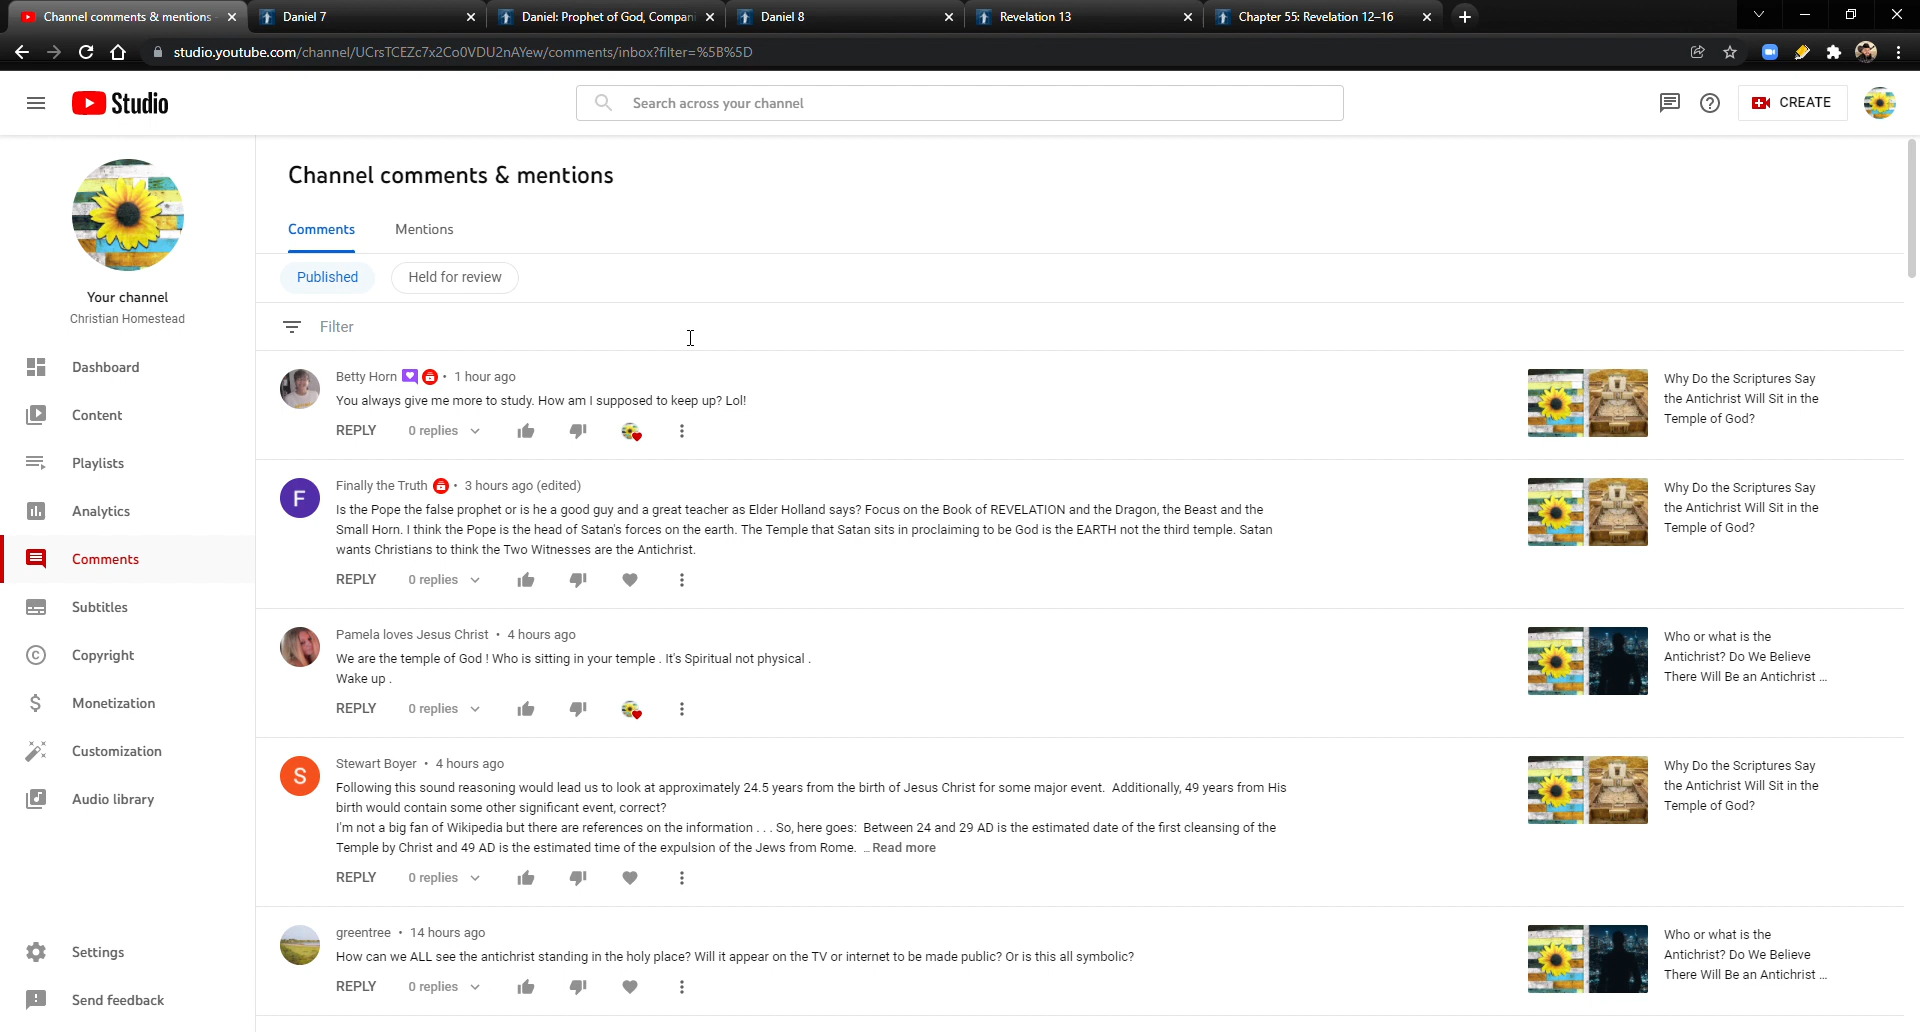 Channel comments & mentions
Daniel 7
Daniel: Prophet of God, Compan
Daniel 8
Revelation 13
Chapter 55: Revelation 12–16
studio.youtube.com/channel/UCrsTCEZc7x2Co0VDU2nAYew/comments/inbox?filter=%5B%5D
Studio
Search across your channel
CREATE
Your channel
Christian Homestead
Dashboard
Content
Playlists
Analytics
Comments
Subtitles
Copyright
Monetization
Customization
Audio library
Settings
Send feedback
Channel comments & mentions
Comments
Mentions
Published
Held for review
Filter
Betty Horn • 1 hour ago
You always give me more to study. How am I supposed to keep up? Lol!
REPLY 0 replies
Why Do the Scriptures Say
the Antichrist Will Sit in the
Temple of God?
F
Finally the Truth • 3 hours ago (edited)
Is the Pope the false prophet or is he a good guy and a great teacher as Elder Holland says? Focus on the Book of REVELATION and the Dragon, the Beast and the
Small Horn. I think the Pope is the head of Satan's forces on the earth. The Temple that Satan sits in proclaiming to be God is the EARTH not the third temple. Satan
wants Christians to think the Two Witnesses are the Antichrist.
REPLY 0 replies
Why Do the Scriptures Say
the Antichrist Will Sit in the
Temple of God?
Pamela loves Jesus Christ • 4 hours ago
We are the temple of God ! Who is sitting in your temple . It's Spiritual not physical .
Wake up .
REPLY 0 replies
Who or what is the
Antichrist? Do We Believe
There Will Be an Antichrist ...
S
Stewart Boyer • 4 hours ago
Following this sound reasoning would lead us to look at approximately 24.5 years from the birth of Jesus Christ for some major event. Additionally, 49 years from His
birth would contain some other significant event, correct?
I'm not a big fan of Wikipedia but there are references on the information . . . So, here goes: Between 24 and 29 AD is the estimated date of the first cleansing of the
Temple by Christ and 49 AD is the estimated time of the expulsion of the Jews from Rome. ... Read more
REPLY 0 replies
Why Do the Scriptures Say
the Antichrist Will Sit in the
Temple of God?
greentree • 14 hours ago
How can we ALL see the antichrist standing in the holy place? Will it appear on the TV or internet to be made public? Or is this all symbolic?
REPLY 0 replies
Who or what is the
Antichrist? Do We Believe
There Will Be an Antichrist ...